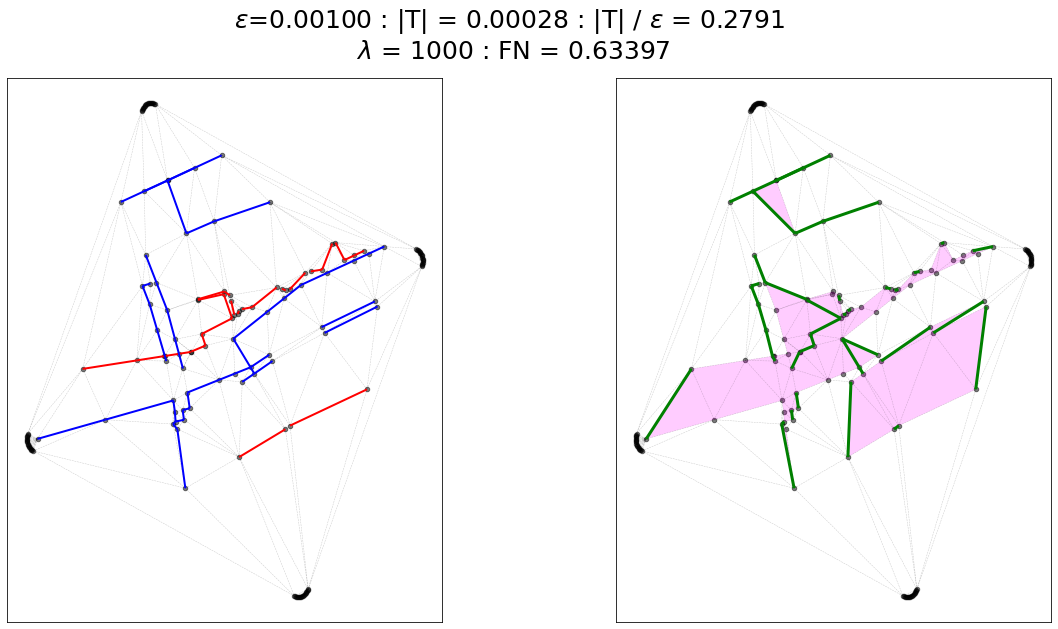 ε=0.00100 : |T| = 0.00028 : |T| / ε = 0.2791
λ = 1000 : FN = 0.63397